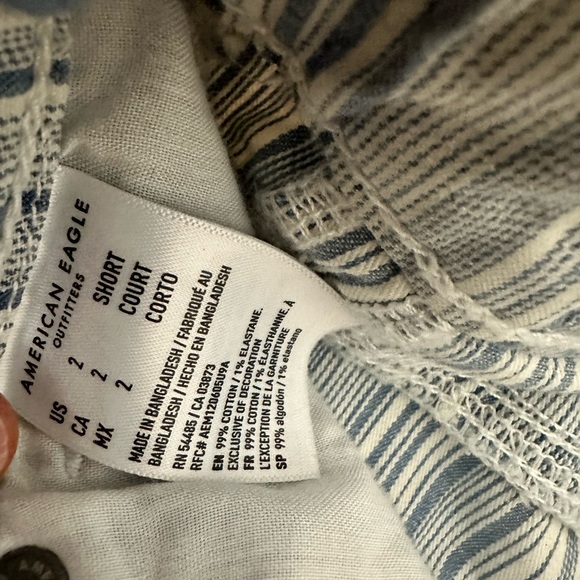 AMERICAN EAGLE
OUTFITTERS
US 2 SHORT
CA 2 COURT
MX 2 CORTO
MADE IN BANGLADESH / FABRIQUÉ AU
BANGLADESH / HECHO EN BANGLADESH
RN 54485 / CA 03873
RFC# AEM120605U9A
EN 99% COTTON / 1% ELASTANE.
EXCLUSIVE OF DECORATION
FR 99% COTON / 1% ÉLASTHANNE, À
L'EXCEPTION DE LA GARNITURE
SP 99% algodón / 1% elastano
AME